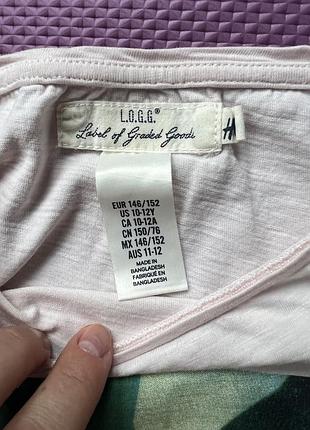 L.O.G.G.®
Label of Graded Goods
H
EUR 146/152
US 10-12Y
CA 10-12A
CN 150/76
MX 146/152
AUS 11-12
MADE IN
BANGLADESH
FABRIQUÉ EN
BANGLADESH